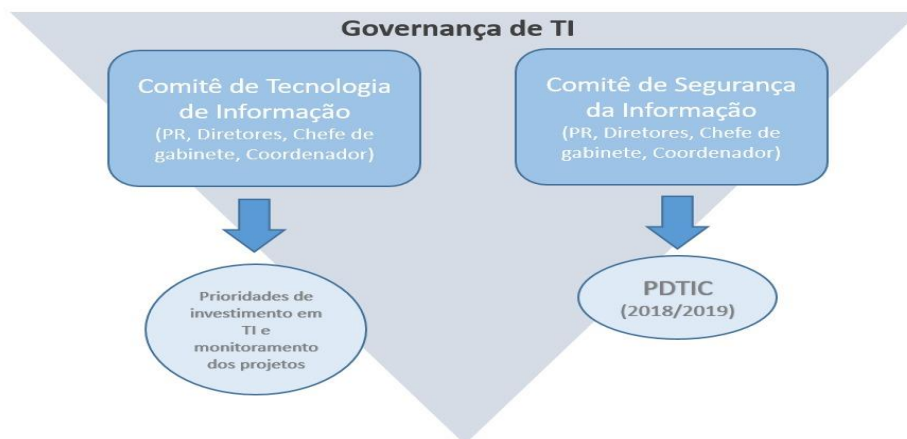 Governança de TI
Comitê de Tecnologia
de Informação
(PR, Diretores, Chefe de
gabinete, Coordenador)
Comitê de Segurança
da Informação
(PR, Diretores, Chefe de
gabinete, Coordenador)
Prioridades de
investimento em
TI e
monitoramento
dos projetos
PDTIC
(2018/2019)